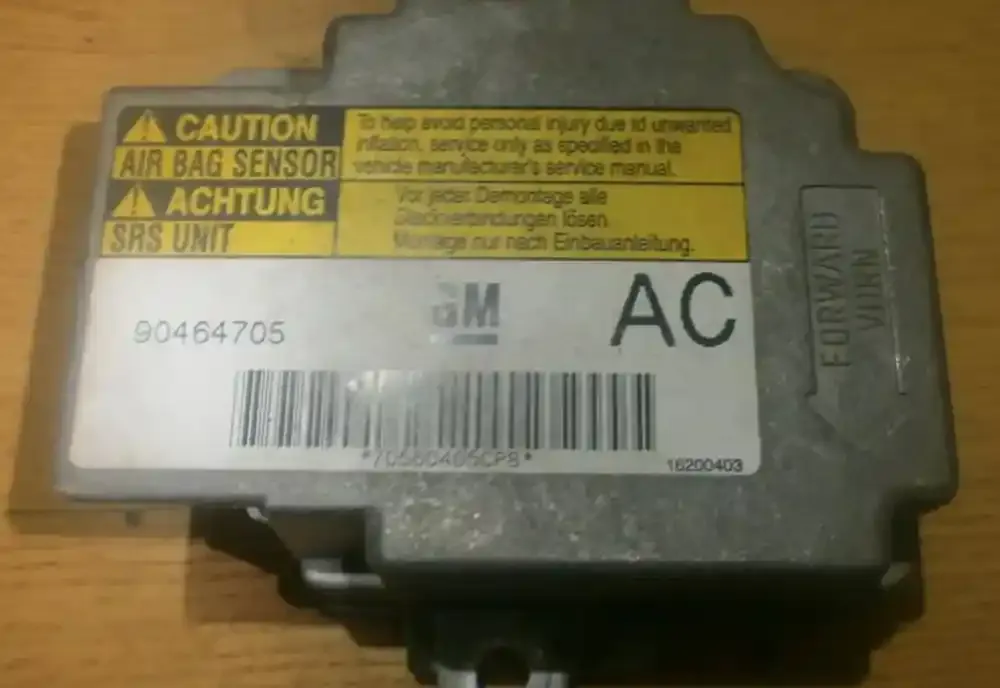 CAUTION
AIR BAG SENSOR
To help avoid personal injury due to unwanted
inflation, service only as specified in the
vehicle manufacturer's service manual.
ACHTUNG
SRS UNIT
Vor jeder Demontage alle
Steckverbindungen lösen.
Montage nur nach Einbauanleitung.
90464705
GM
AC
16200403
FORWARD
VORN